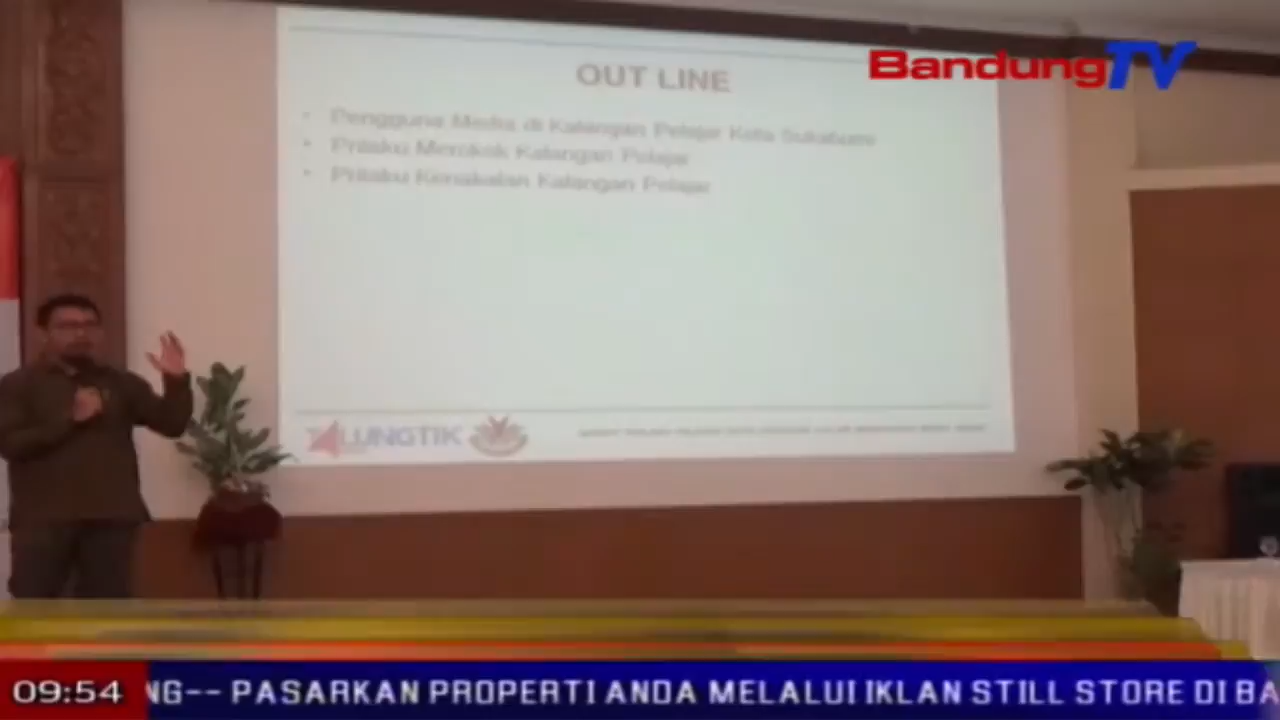 BandungTV
OUT LINE
• Pengguna Media di Kalangan Pelajar Kota Sukabumi
• Prilaku Merokok Kalangan Pelajar
• Prilaku Kenakalan Kalangan Pelajar
LUNGTIK
09:54 NG-- PASARKAN PROPERTI ANDA MELALUI IKLAN STILL STORE DI BA